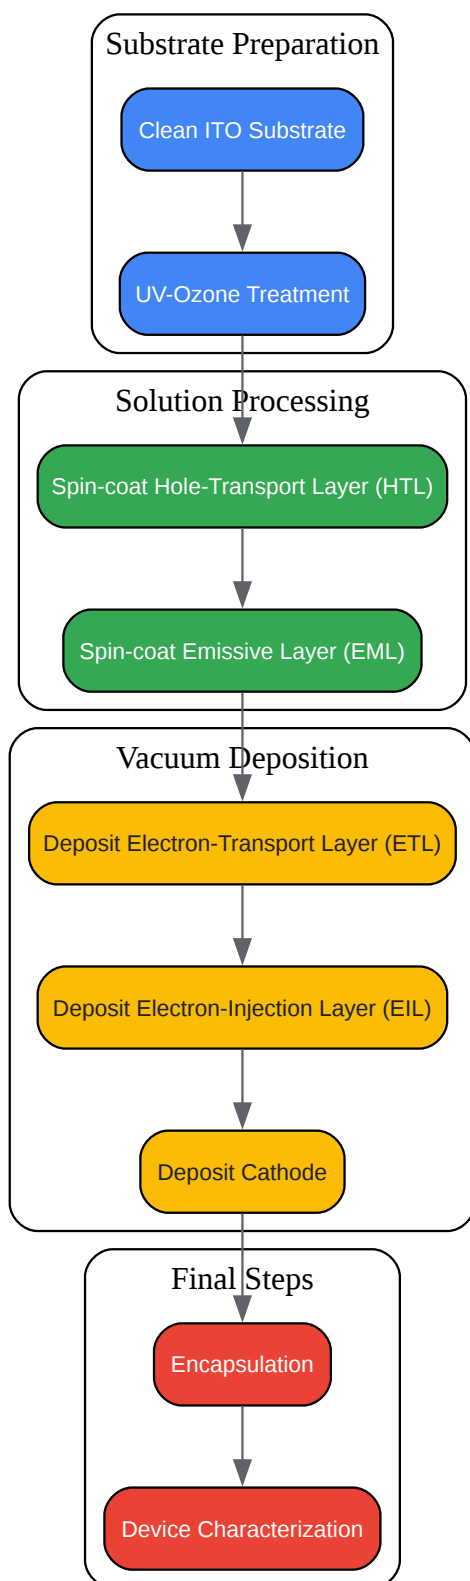 Substrate Preparation
Clean ITO Substrate
UV-Ozone Treatment
Solution Processing
Spin-coat Hole-Transport Layer (HTL)
Spin-coat Emissive Layer (EML)
Vacuum Deposition
Deposit Electron-Transport Layer (ETL)
Deposit Electron-Injection Layer (EIL)
Deposit Cathode
Final Steps
Encapsulation
Device Characterization